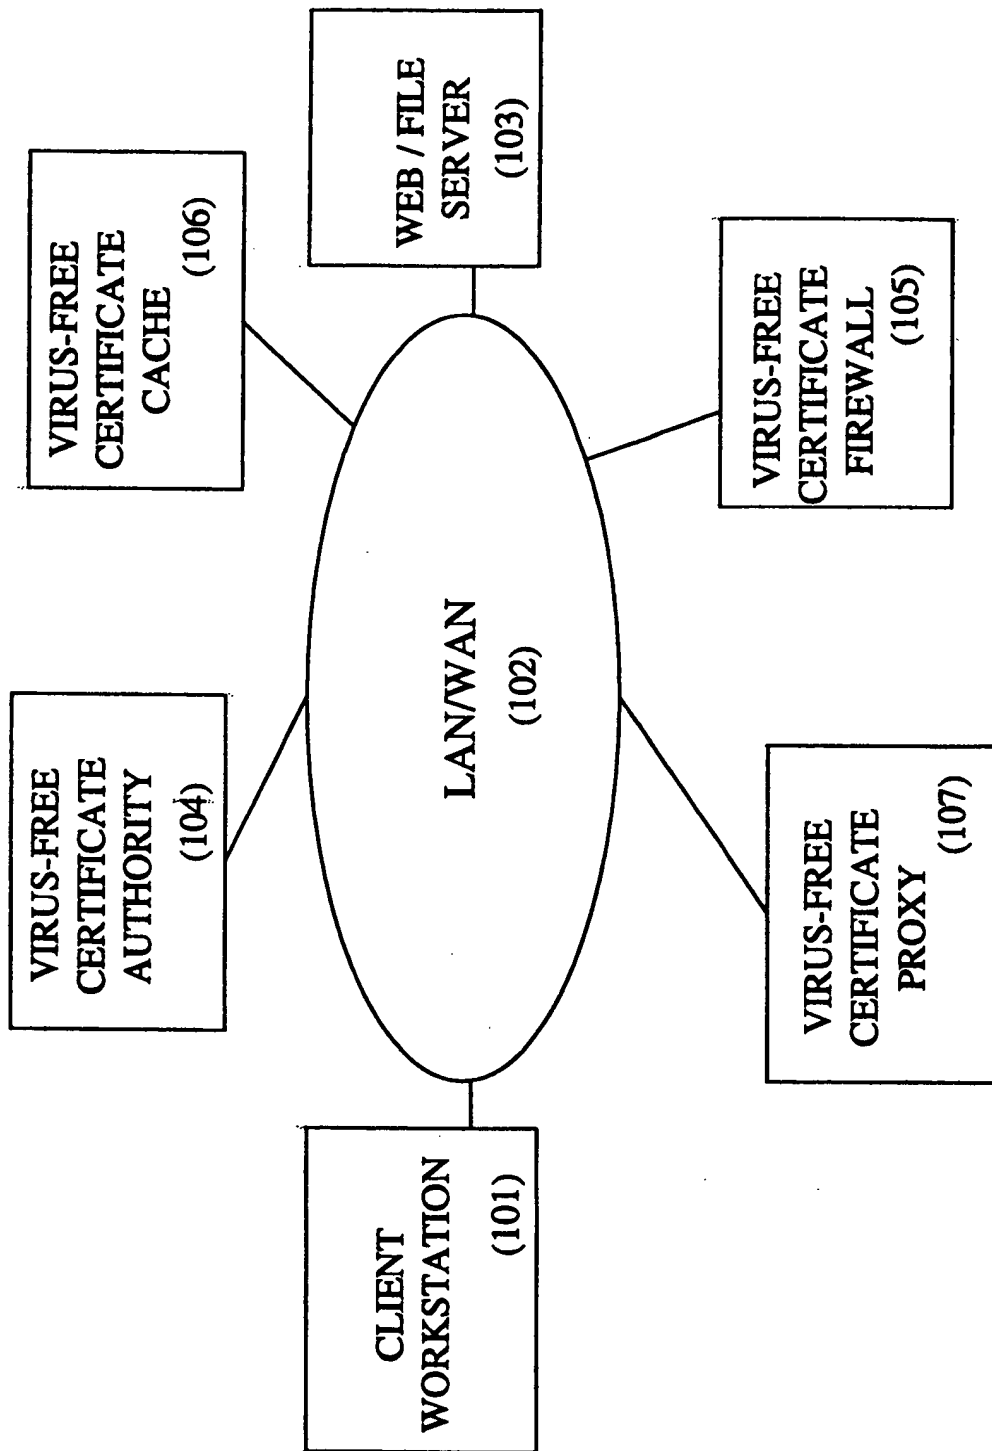 VIRUS-FREE
CERTIFICATE
AUTHORITY
(104)
VIRUS-FREE
CERTIFICATE
CACHE
(106)
CLIENT
WORKSTATION
(101)
LAN/WAN
(102)
WEB / FILE
SERVER
(103)
VIRUS-FREE
CERTIFICATE
PROXY
(107)
VIRUS-FREE
CERTIFICATE
FIREWALL
(105)